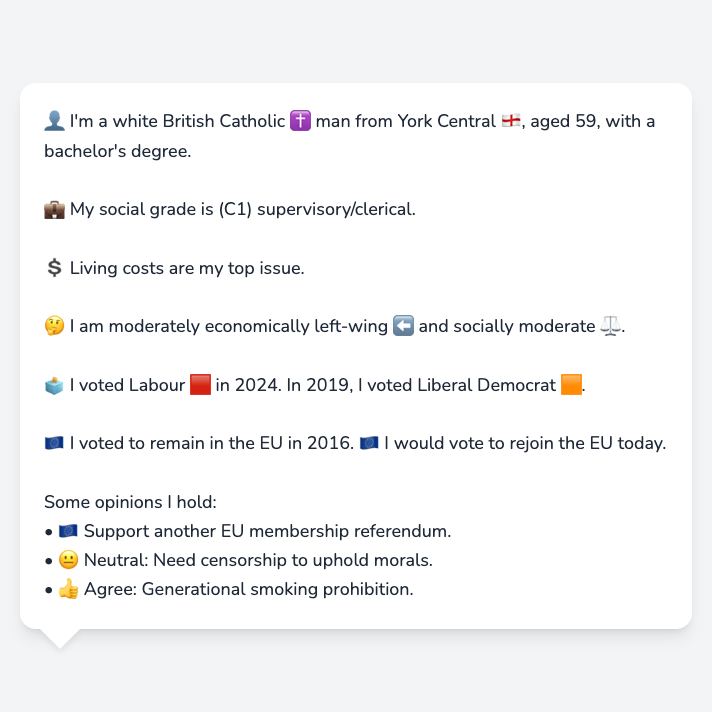 👤 I'm a white British Catholic ✝️ man from York Central 🏴󠁧󠁢󠁥󠁮󠁧󠁿, aged 59, with a
bachelor's degree.
💼 My social grade is (C1) supervisory/clerical.
💲 Living costs are my top issue.
🤔 I am moderately economically left-wing ⬅️ and socially moderate ⚖️.
🗳️ I voted Labour 🟥 in 2024. In 2019, I voted Liberal Democrat 🟧.
🇪🇺 I voted to remain in the EU in 2016. 🇪🇺 I would vote to rejoin the EU today.
Some opinions I hold:
• 🇪🇺 Support another EU membership referendum.
• 😐 Neutral: Need censorship to uphold morals.
• 👍 Agree: Generational smoking prohibition.